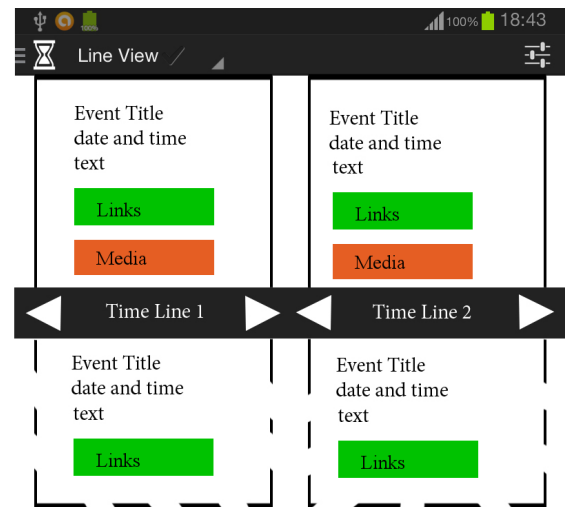 100% 100% 18:43
Line View
Event Title
date and time
text
Links
Media
Event Title
date and time
text
Links
Media
Time Line 1
Time Line 2
Event Title
date and time
text
Links
Event Title
date and time
text
Links